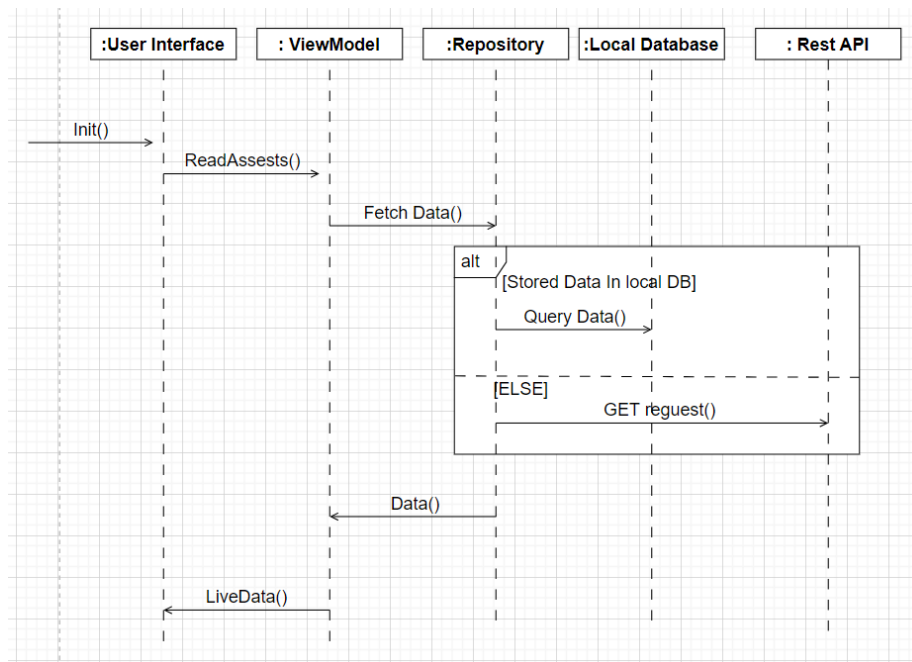 :User Interface
: ViewModel
:Repository
:Local Database
: Rest API
Init()
ReadAssests()
Fetch Data()
alt
[Stored Data In local DB]
Query Data()
[ELSE]
GET reguest()
Data()
LiveData()